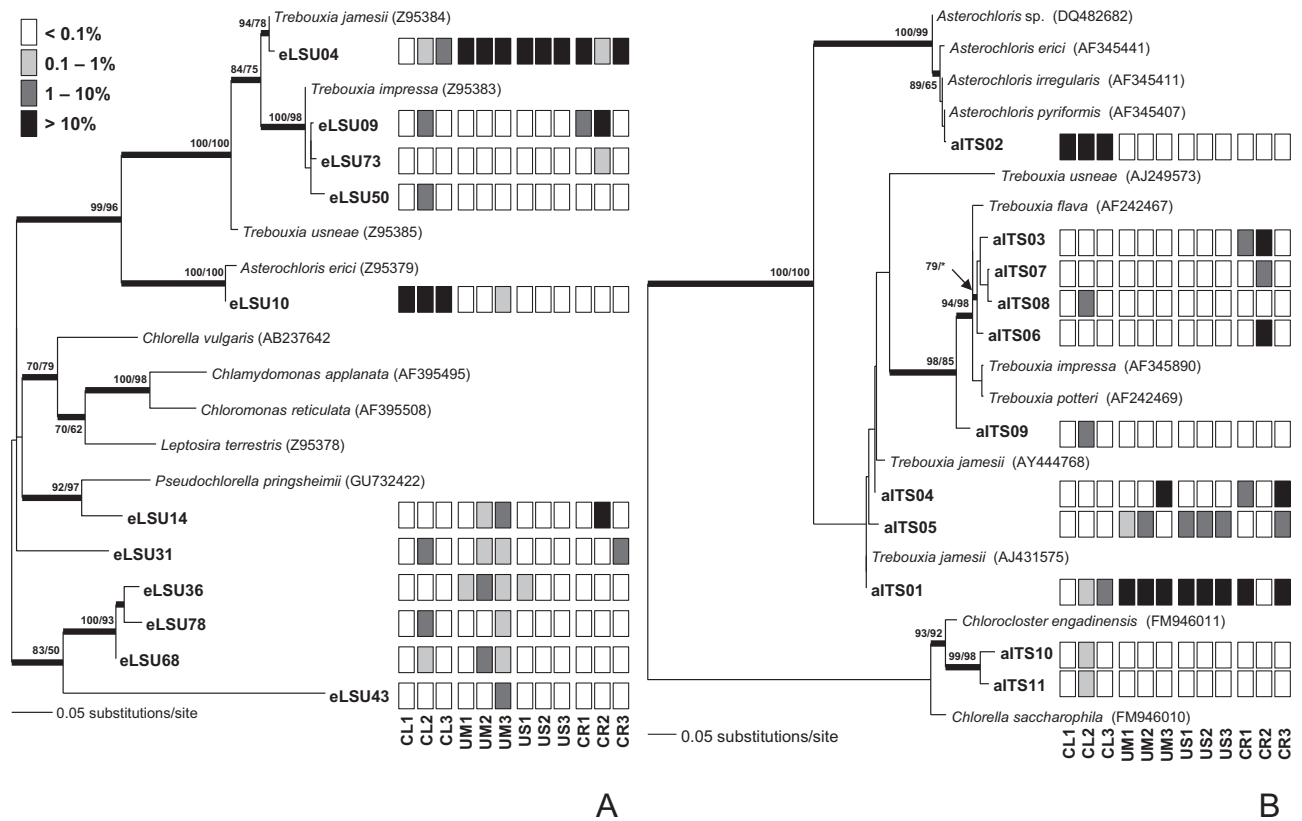 < 0.1%
0.1 – 1%
1 – 10%
> 10%
94/78
Trebouxia jamesii (Z95384)
eLSU04
84/75
Trebouxia impressa (Z95383)
100/98
eLSU09
eLSU73
eLSU50
100/100
Trebouxia usneae (Z95385)
99/96
Asterochloris erici (Z95379)
100/100
eLSU10
Chlorella vulgaris (AB237642
70/79
100/98
Chlamydomonas applanata (AF395495)
Chloromonas reticulata (AF395508)
70/62
Leptosira terrestris (Z95378)
92/97
Pseudochlorella pringsheimii (GU732422)
eLSU14
eLSU31
eLSU36
100/93
eLSU78
83/50
eLSU68
eLSU43
0.05 substitutions/site
CL1 CL2 CL3 UM1 UM2 UM3 US1 US2 US3 CR1 CR2 CR3
A
Asterochloris sp. (DQ482682)
100/99
Asterochloris erici (AF345441)
89/65
Asterochloris irregularis (AF345411)
Asterochloris pyriformis (AF345407)
aITS02
Trebouxia usneae (AJ249573)
Trebouxia flava (AF242467)
aITS03
100/100
79/*
aITS07
94/98
aITS08
aITS06
98/85
Trebouxia impressa (AF345890)
Trebouxia potteri (AF242469)
aITS09
Trebouxia jamesii (AY444768)
aITS04
aITS05
Trebouxia jamesii (AJ431575)
aITS01
Chlorocloster engadinensis (FM946011)
93/92
99/98
aITS10
aITS11
Chlorella saccharophila (FM946010)
0.05 substitutions/site
CL1 CL2 CL3 UM1 UM2 UM3 US1 US2 US3 CR1 CR2 CR3
B